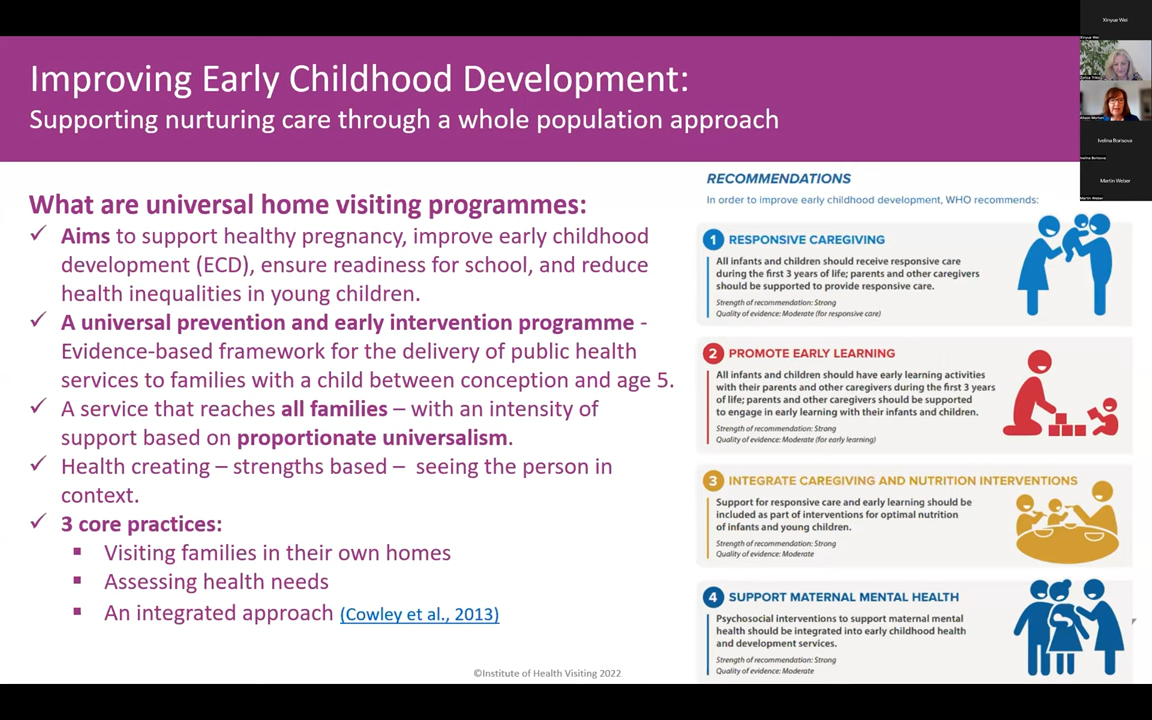 Improving Early Childhood Development:
Supporting nurturing care through a whole population approach
What are universal home visiting programmes:
✓ Aims to support healthy pregnancy, improve early childhood
development (ECD), ensure readiness for school, and reduce
health inequalities in young children.
✓ A universal prevention and early intervention programme -
Evidence-based framework for the delivery of public health
services to families with a child between conception and age 5.
✓ A service that reaches all families – with an intensity of
support based on proportionate universalism.
✓ Health creating – strengths based – seeing the person in
context.
✓ 3 core practices:
▪ Visiting families in their own homes
▪ Assessing health needs
▪ An integrated approach (Cowley et al., 2013)
RECOMMENDATIONS
In order to improve early childhood development, WHO recommends:
1 RESPONSIVE CAREGIVING
All infants and children should receive responsive care
during the first 3 years of life; parents and other caregivers
should be supported to provide responsive care.
Strength of recommendation: Strong
Quality of evidence: Moderate (for responsive care)
2 PROMOTE EARLY LEARNING
All infants and children should have early learning activities
with their parents and other caregivers during the first 3 years
of life; parents and other caregivers should be supported
to engage in early learning with their infants and children.
Strength of recommendation: Strong
Quality of evidence: Moderate (for early learning)
3 INTEGRATE CAREGIVING AND NUTRITION INTERVENTIONS
Support for responsive care and early learning should be
included as part of interventions for optimal nutrition
of infants and young children.
Strength of recommendation: Strong
Quality of evidence: Moderate
4 SUPPORT MATERNAL MENTAL HEALTH
Psychosocial interventions to support maternal mental
health should be integrated into early childhood health
and development services.
Strength of recommendation: Strong
Quality of evidence: Moderate
©Institute of Health Visiting 2022
Xinyue Wei
Xinyue Wei
Alison Morton
Ivelina Borisova
Ivelina Borisova
Martin Weber
Martin Weber